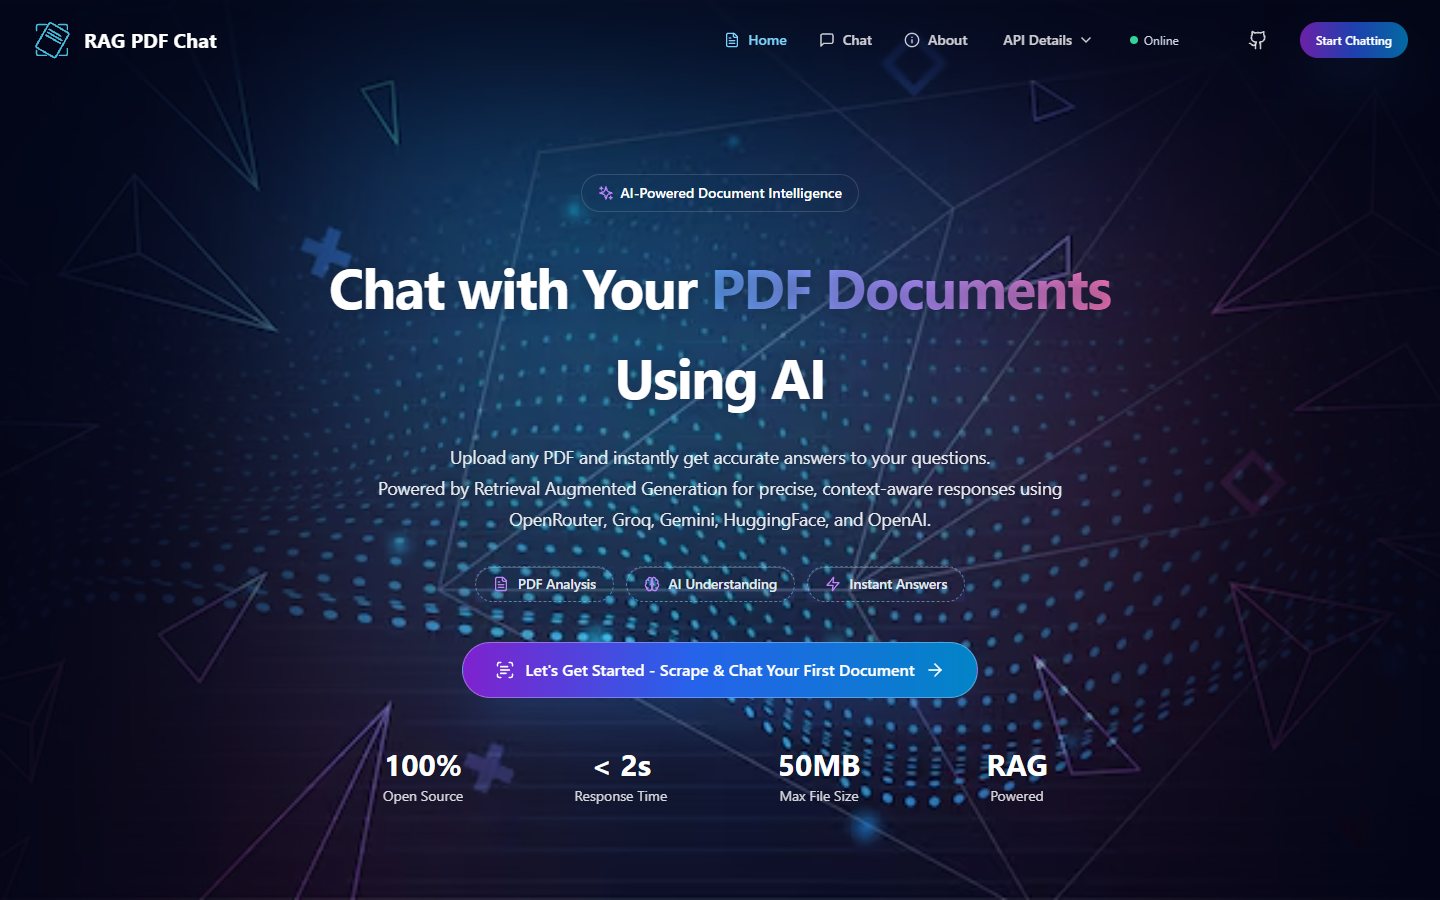 RAG PDF Chat
Home
Chat
About
API Details
Online
Start Chatting
AI-Powered Document Intelligence
Chat with Your PDF Documents
Using AI
Upload any PDF and instantly get accurate answers to your questions.
Powered by Retrieval Augmented Generation for precise, context-aware responses using
OpenRouter, Groq, Gemini, HuggingFace, and OpenAI.
PDF Analysis
AI Understanding
Instant Answers
Let's Get Started - Scrape & Chat Your First Document
100%
Open Source
< 2s
Response Time
50MB
Max File Size
RAG
Powered